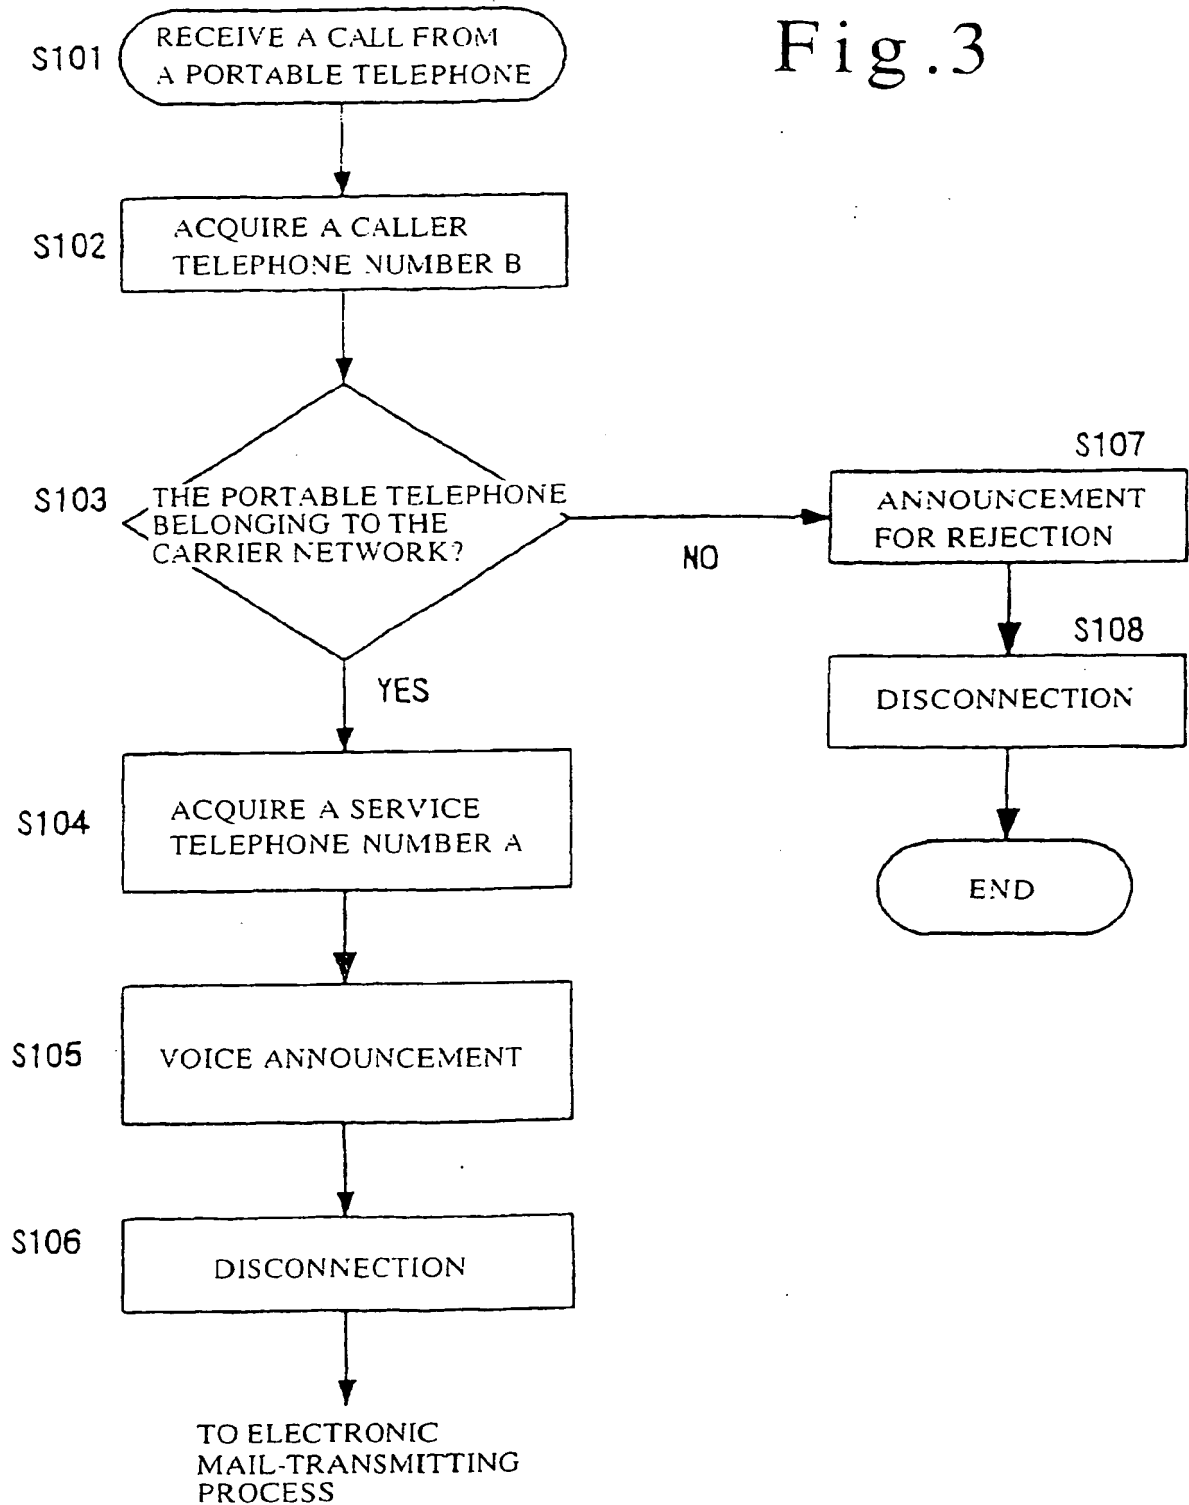 Fig.3
S101
RECEIVE A CALL FROM
A PORTABLE TELEPHONE
S102
ACQUIRE A CALLER
TELEPHONE NUMBER B
S103
THE PORTABLE TELEPHONE
BELONGING TO THE
CARRIER NETWORK?
NO
YES
S107
ANNOUNCEMENT
FOR REJECTION
S108
DISCONNECTION
END
S104
ACQUIRE A SERVICE
TELEPHONE NUMBER A
S105
VOICE ANNOUNCEMENT
S106
DISCONNECTION
TO ELECTRONIC
MAIL-TRANSMITTING
PROCESS